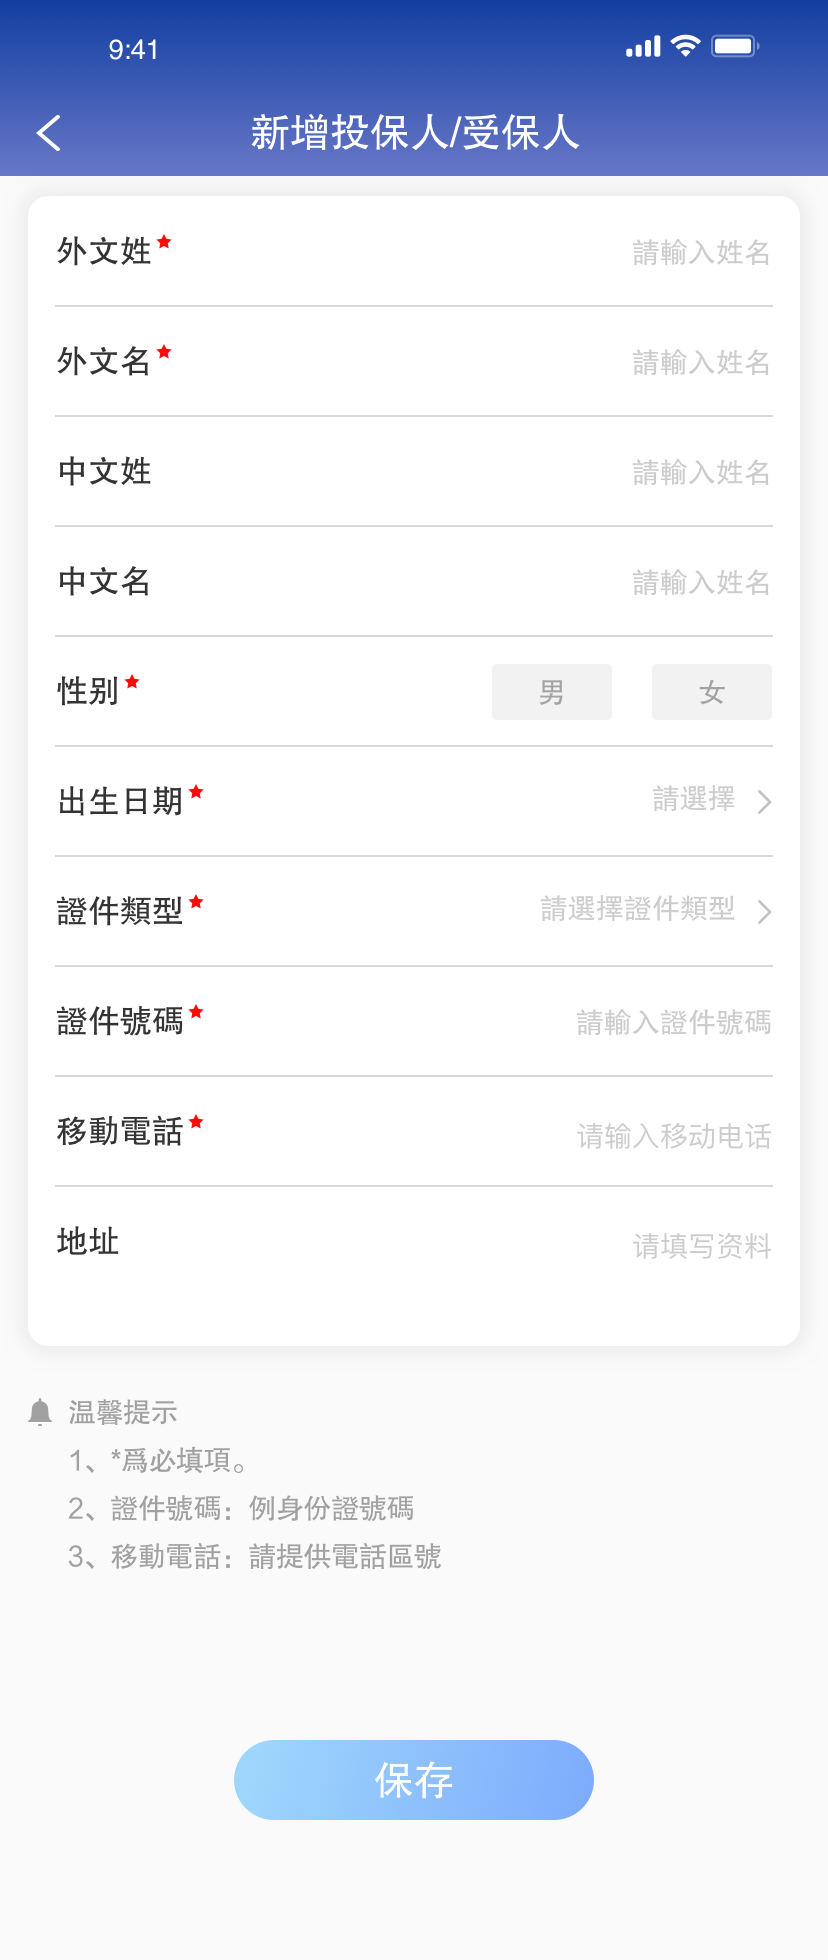 9:41
新增投保人/受保人
外文姓 請輸入姓名
外文名 請輸入姓名
中文姓 請輸入姓名
中文名 請輸入姓名
性别 男 女
出生日期 請選擇
證件類型 請選擇證件類型
證件號碼 請輸入證件號碼
移動電話 请输入移动电话
地址 请填写资料
温馨提示
1、*爲必填項。
2、證件號碼：例身份證號碼
3、移動電話：請提供電話區號
保存